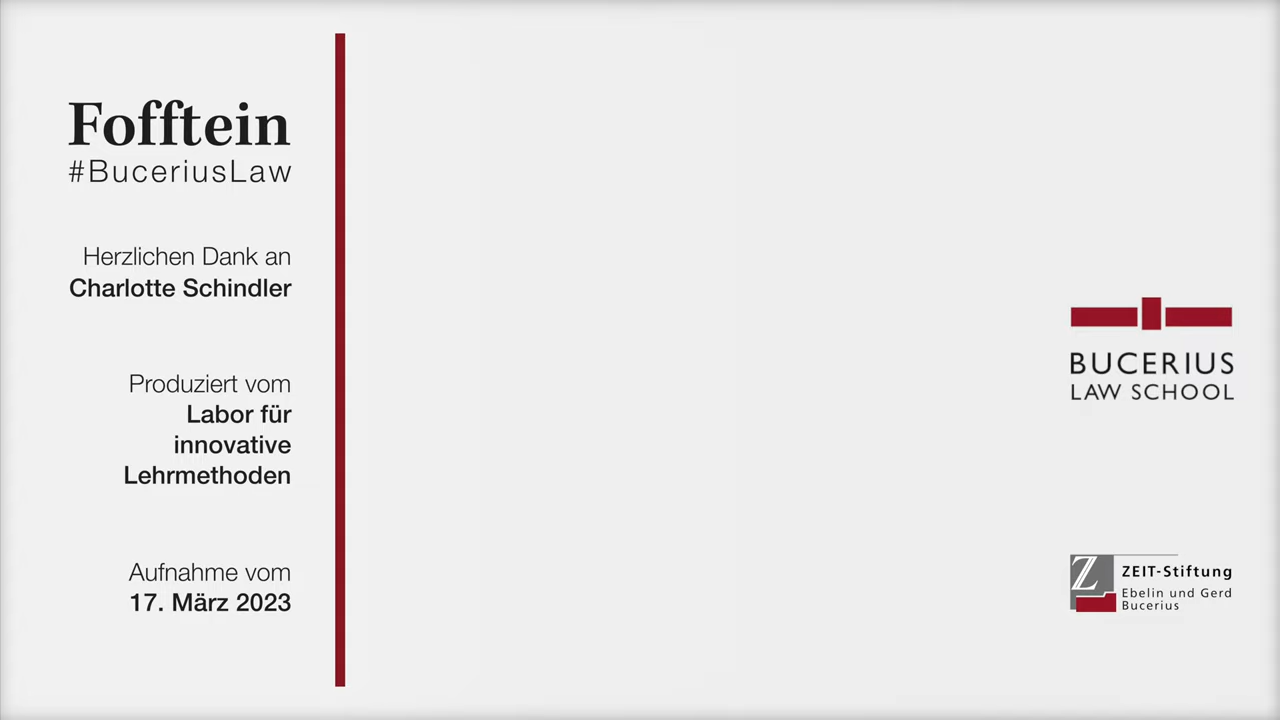 Fofftein
#BuceriusLaw
Herzlichen Dank an
Charlotte Schindler
Produziert vom
Labor für
innovative
Lehrmethoden
Aufnahme vom
17. März 2023
BUCERIUS
LAW SCHOOL
Z
ZEIT-Stiftung
Ebelin und Gerd
Bucerius